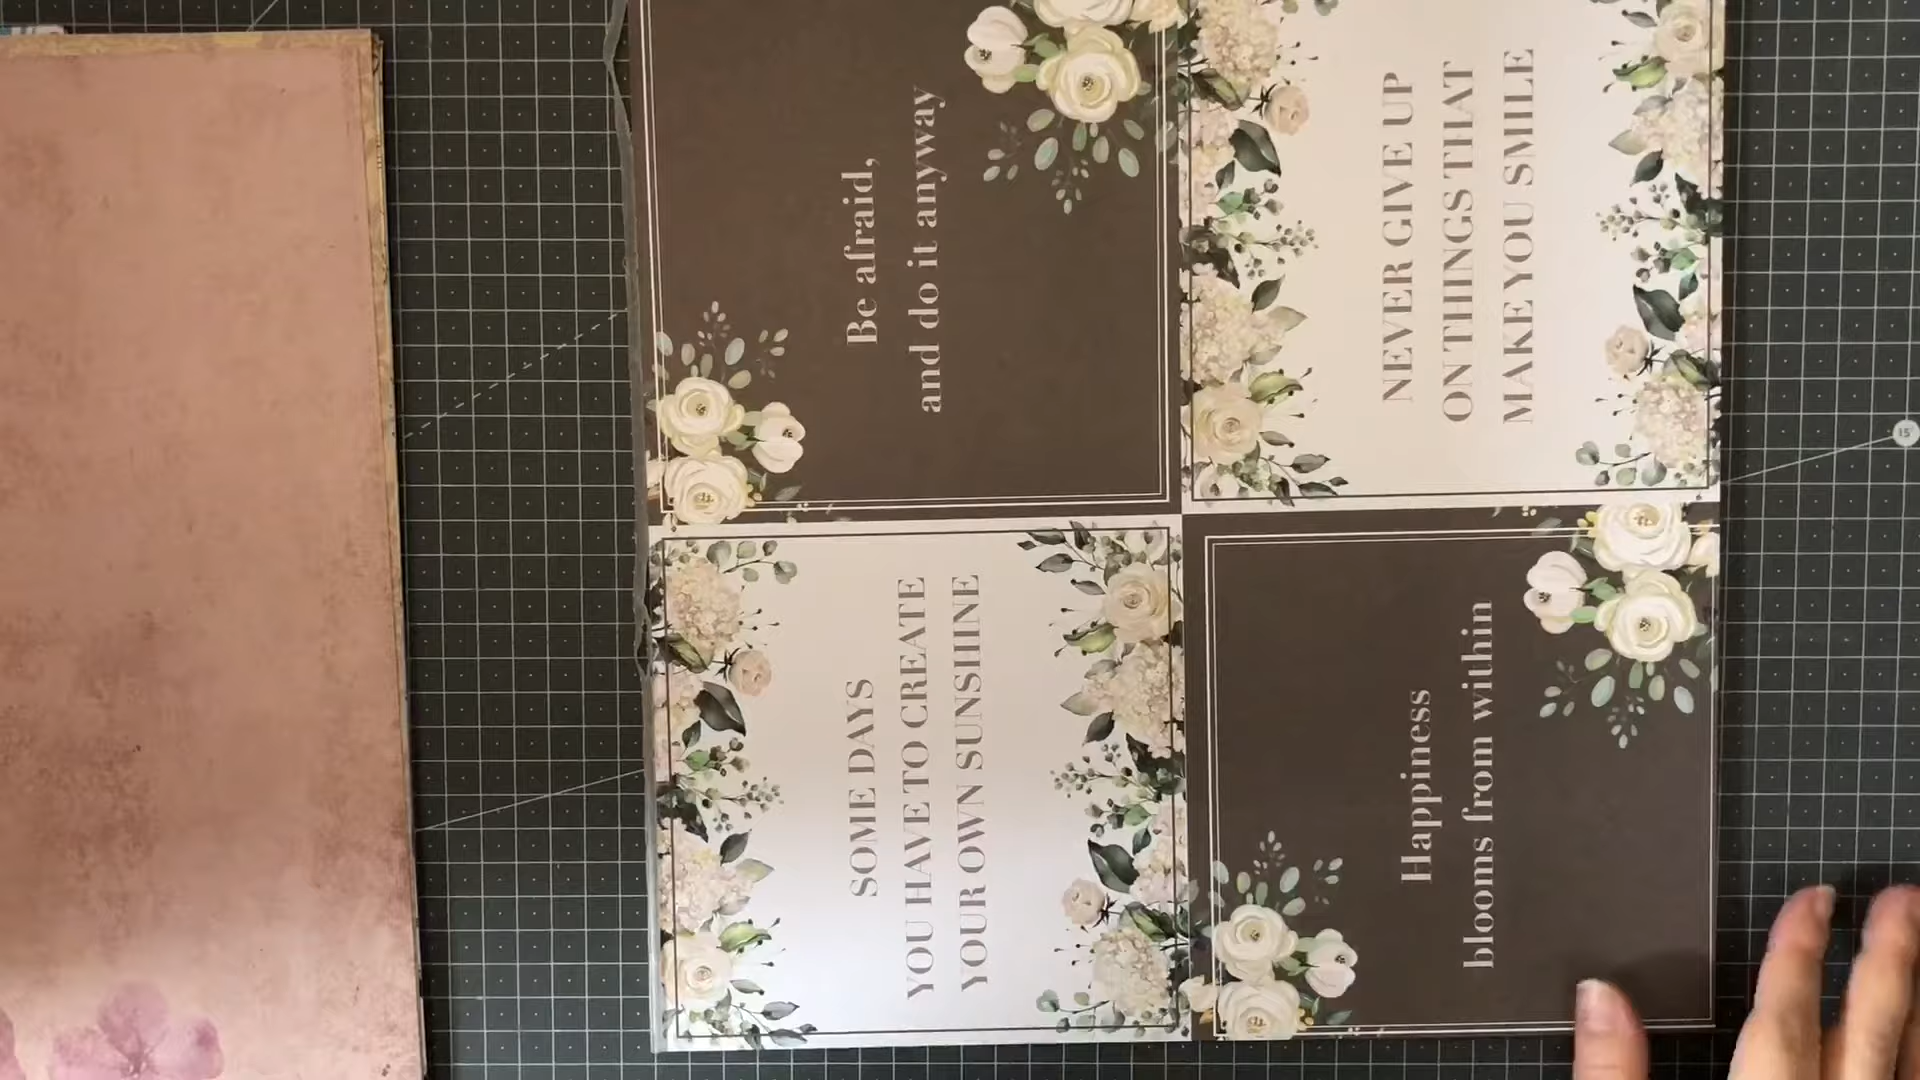 Be afraid,
and do it anyway
NEVER GIVE UP
ON THINGS THAT
MAKE YOU SMILE
SOME DAYS
YOU HAVE TO CREATE
YOUR OWN SUNSHINE
Happiness
blooms from within
15